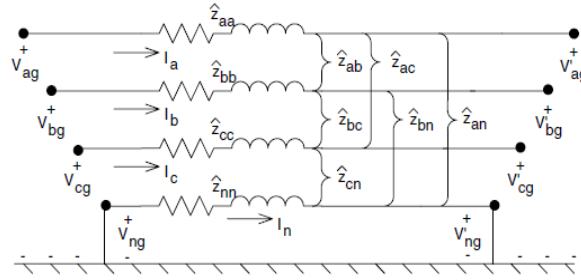 ẑaa
+ Vag Ia ẑab ẑac + V'ag
ẑbb
+ Vbg Ib ẑbc ẑbn ẑan + V'bg
ẑcc
+ Vcg Ic ẑcn + V'cg
ẑnn
+ Vng In + V'ng
- - - - - - - -